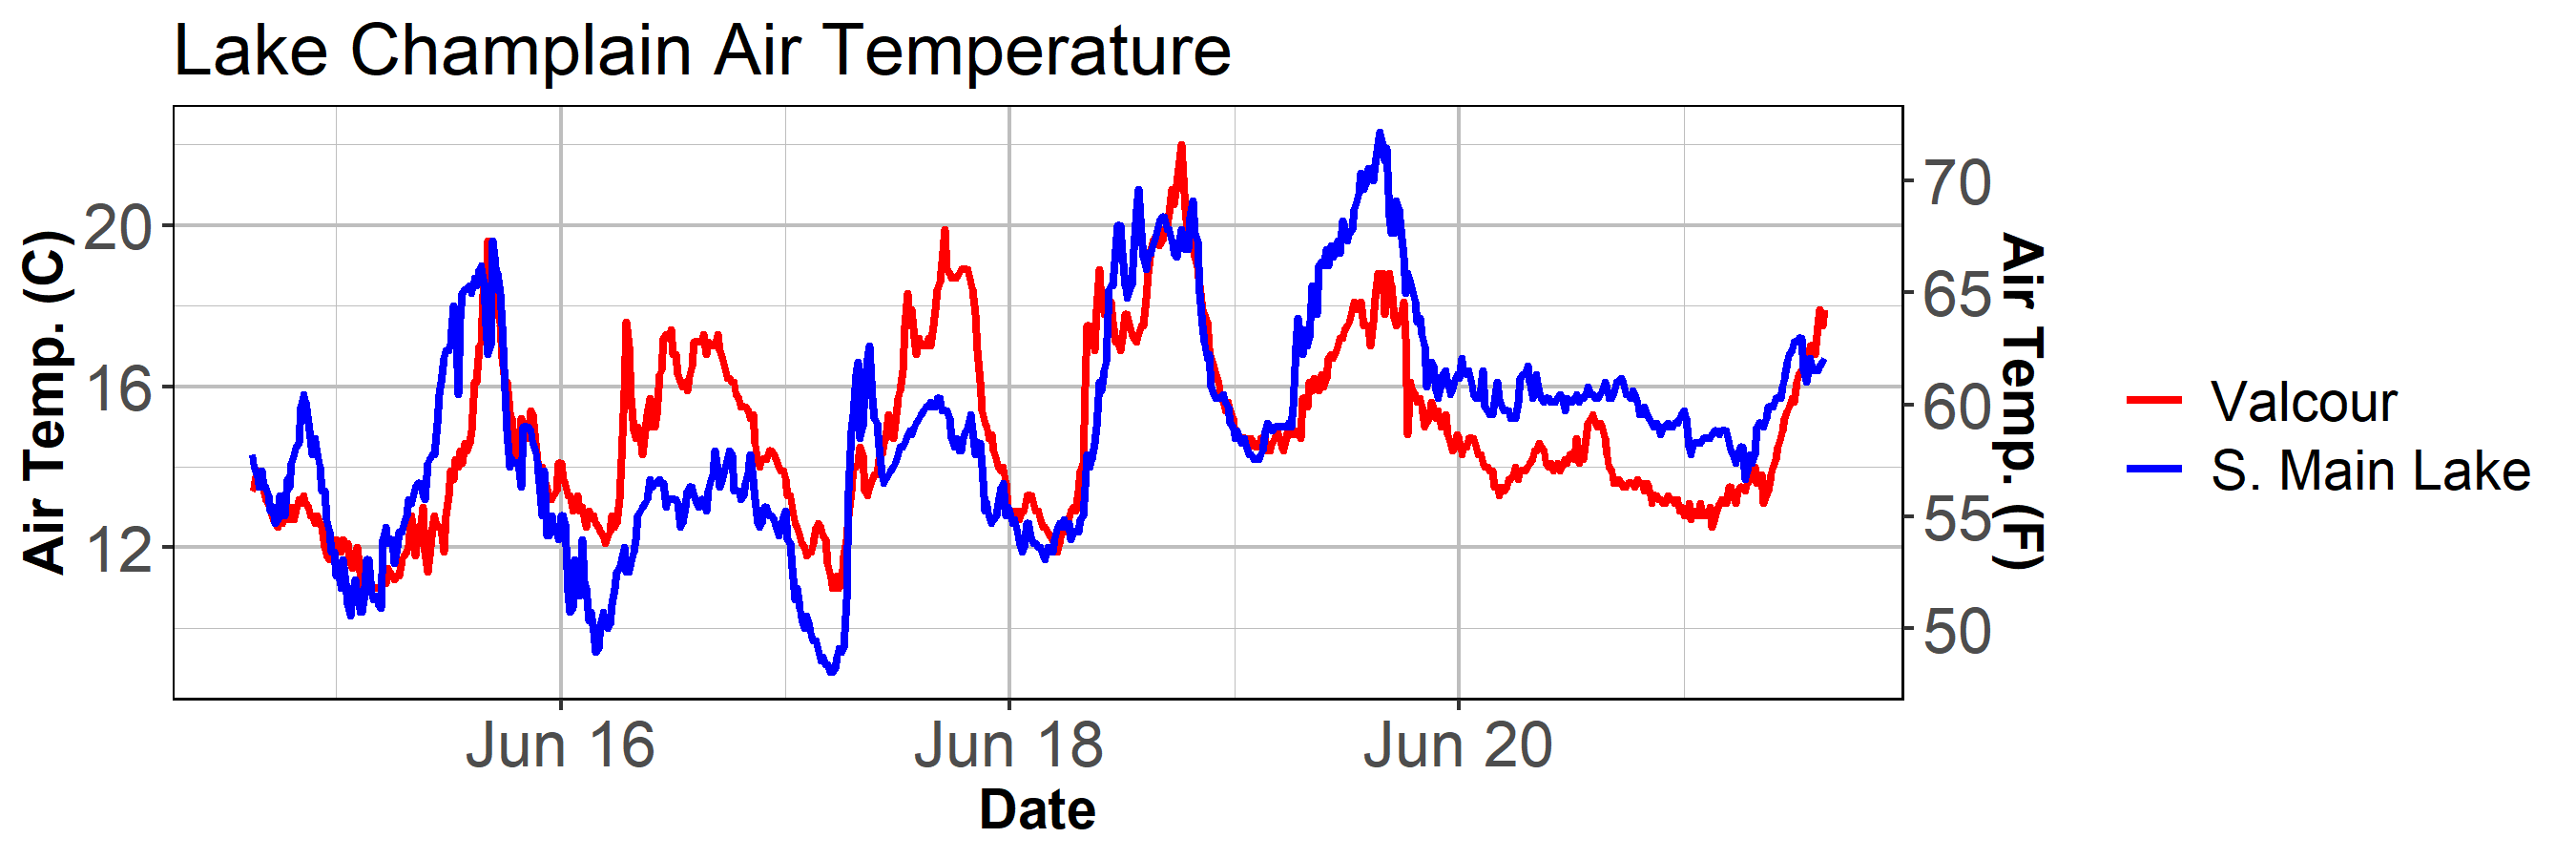 Lake Champlain Air Temperature
Air Temp. (C)
20
16
12
70
65
60
55
50
Air Temp. (F)
Jun 16
Jun 18
Jun 20
Date
Valcour
S. Main Lake